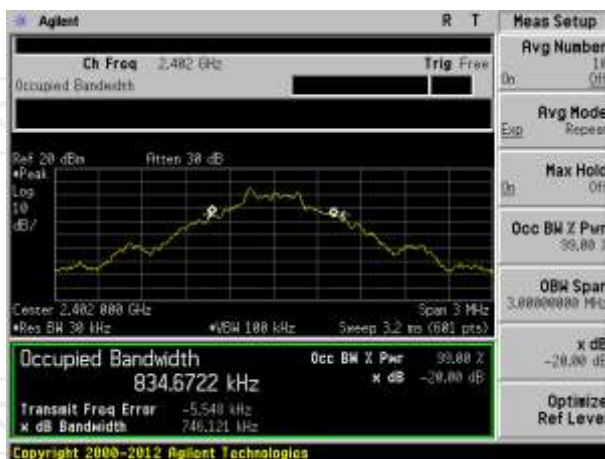 Agilent R T
Ch Freq 2.402 GHz Trig Free
Occupied Bandwidth
Ref 20 dBm Atten 30 dB
•Peak
Log
10
dB/
Center 2.402 000 GHz Span 3 MHz
•Res BW 30 kHz •VBW 100 kHz Sweep 3.2 ms (601 pts)
Occupied Bandwidth Occ BW % Pwr 99.00 %
834.6722 kHz x dB -20.00 dB
Transmit Freq Error -5.548 kHz
x dB Bandwidth 746.121 kHz
Copyright 2000-2012 Agilent Technologies
Meas Setup
Avg Number
10
On Off
Avg Mode
Exp Repeat
Max Hold
On Off
Occ BW % Pwr
99.00 %
OBW Span
3.00000000 MHz
x dB
-20.00 dB
Optimize
Ref Level